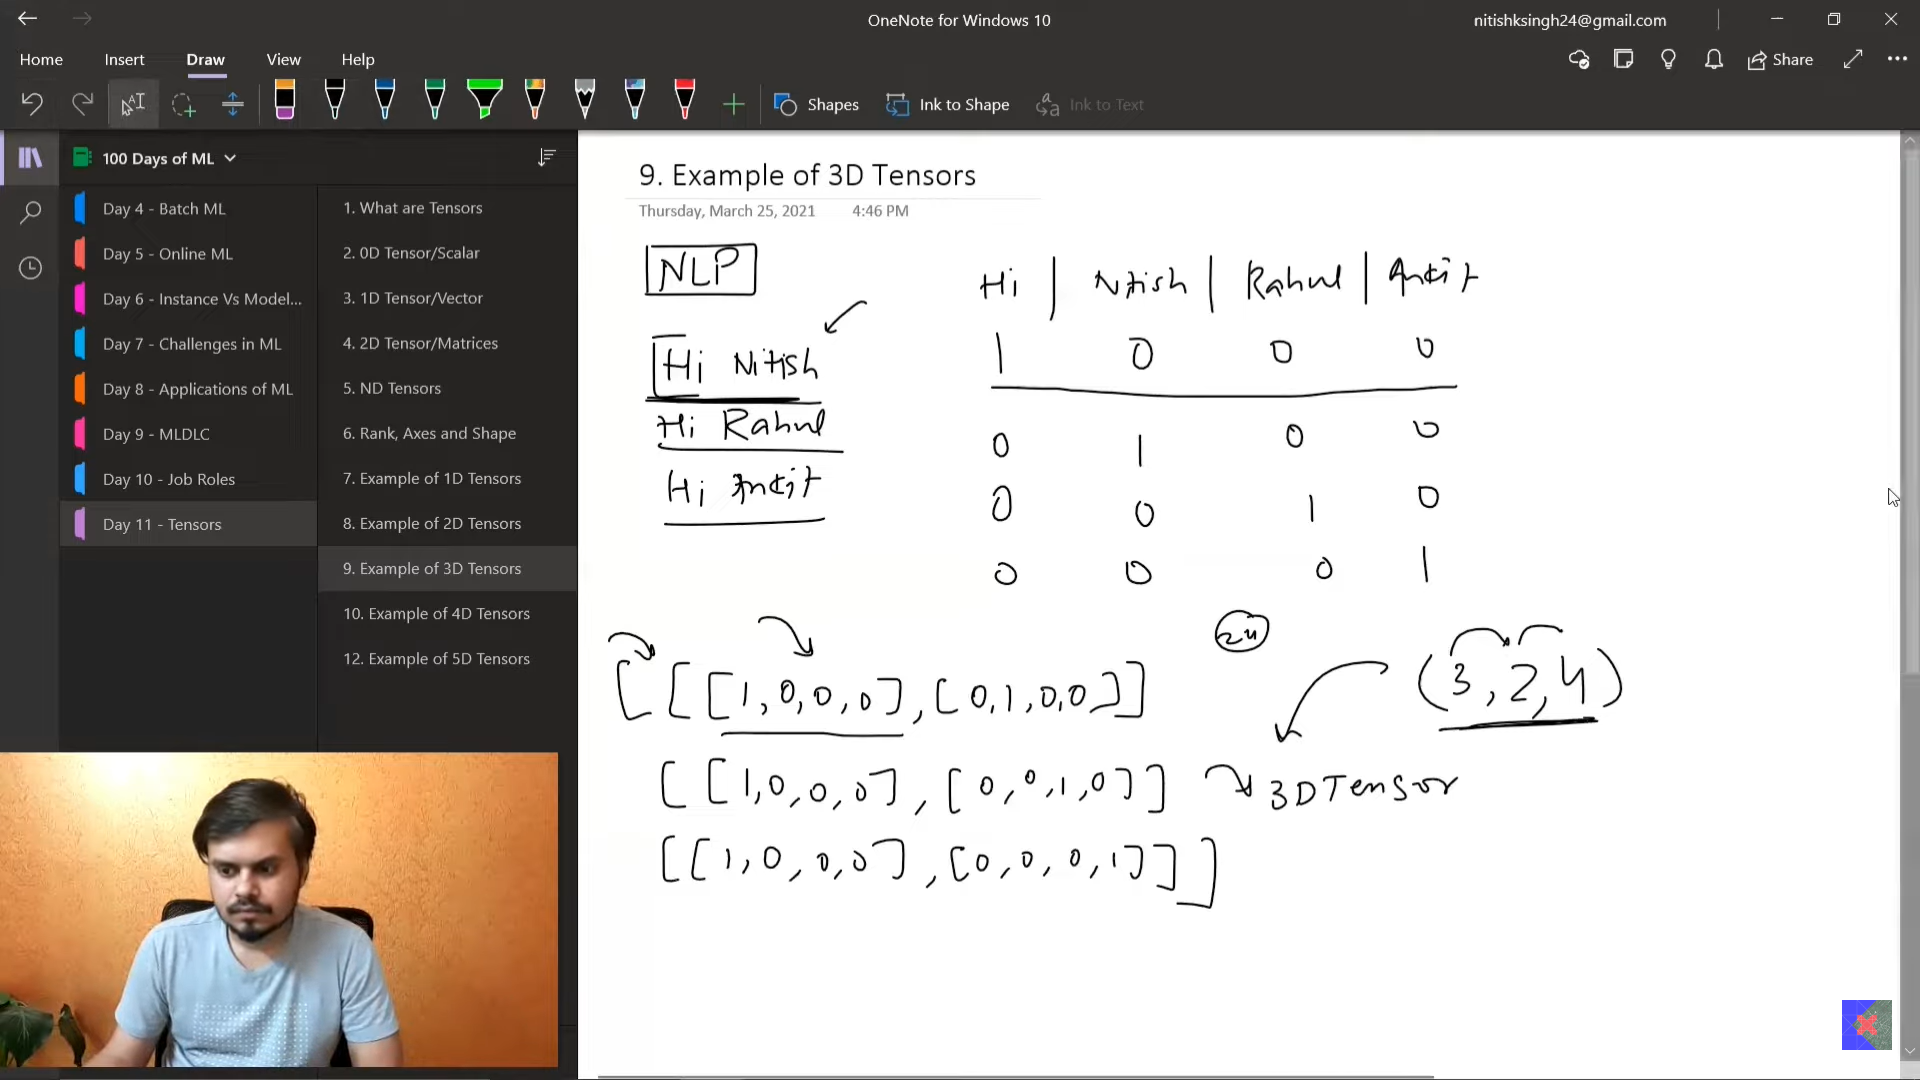 OneNote for Windows 10
nitishksingh24@gmail.com
Home Insert Draw View Help
Share
Shapes Ink to Shape Ink to Text
100 Days of ML
Day 4 - Batch ML
Day 5 - Online ML
Day 6 - Instance Vs Model...
Day 7 - Challenges in ML
Day 8 - Applications of ML
Day 9 - MLDLC
Day 10 - Job Roles
Day 11 - Tensors
1. What are Tensors
2. 0D Tensor/Scalar
3. 1D Tensor/Vector
4. 2D Tensor/Matrices
5. ND Tensors
6. Rank, Axes and Shape
7. Example of 1D Tensors
8. Example of 2D Tensors
9. Example of 3D Tensors
10. Example of 4D Tensors
12. Example of 5D Tensors
9. Example of 3D Tensors
Thursday, March 25, 2021 4:46 PM
NLP
Hi Nitish
Hi Rahul
Hi Ankit
Hi | Nitish | Rahul | Ankit
1 0 0 0
0 1 0 0
0 0 1 0
0 0 0 1
24
(3,2,4)
[[[1,0,0,0],[0,1,0,0]]
[[1,0,0,0],[0,0,1,0]]
3D Tensor
[[1,0,0,0],[0,0,0,1]]]